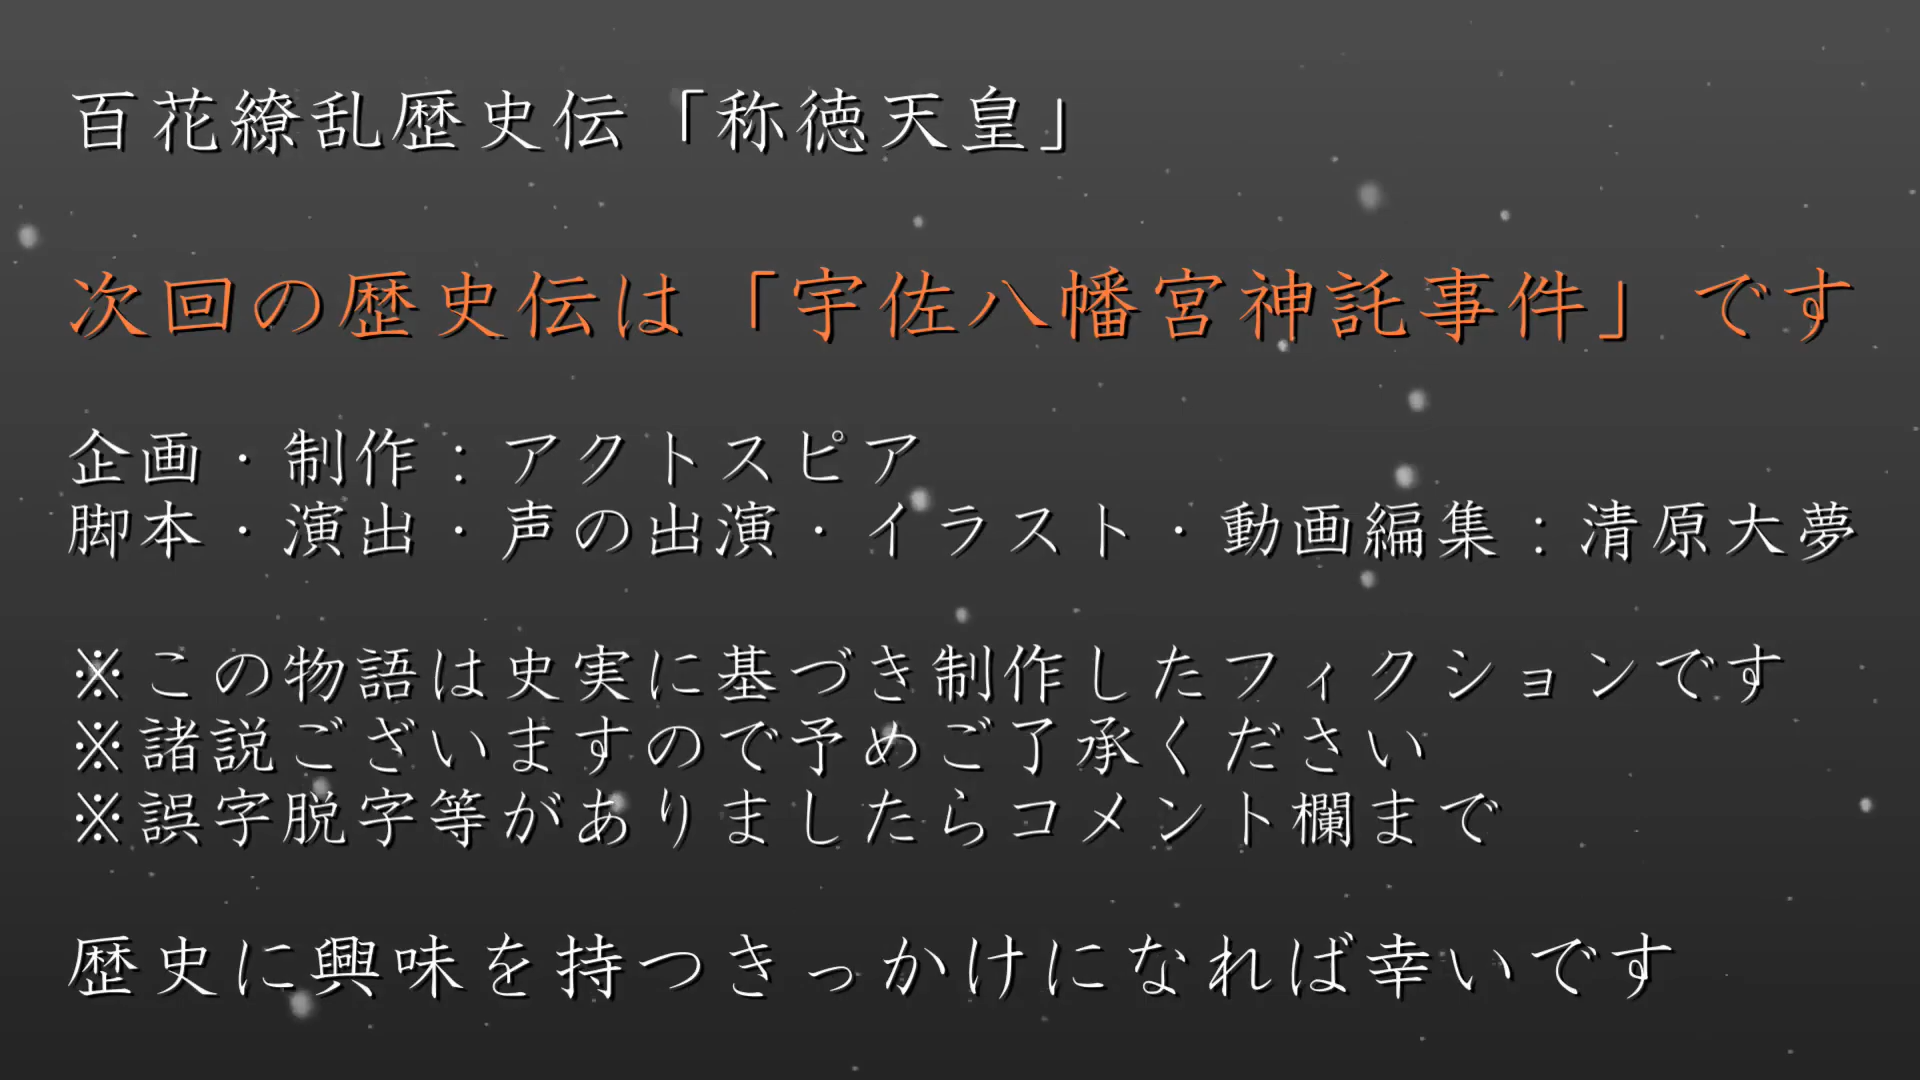 百花繚乱歴史伝「称徳天皇」
次回の歴史伝は「宇佐八幡宮神託事件」です
企画・制作：アクトスピア
脚本・演出・声の出演・イラスト・動画編集：清原大夢
※この物語は史実に基づき制作したフィクションです
※諸説ございますので予めご了承ください
※誤字脱字等がありましたらコメント欄まで
歴史に興味を持つきっかけになれば幸いです